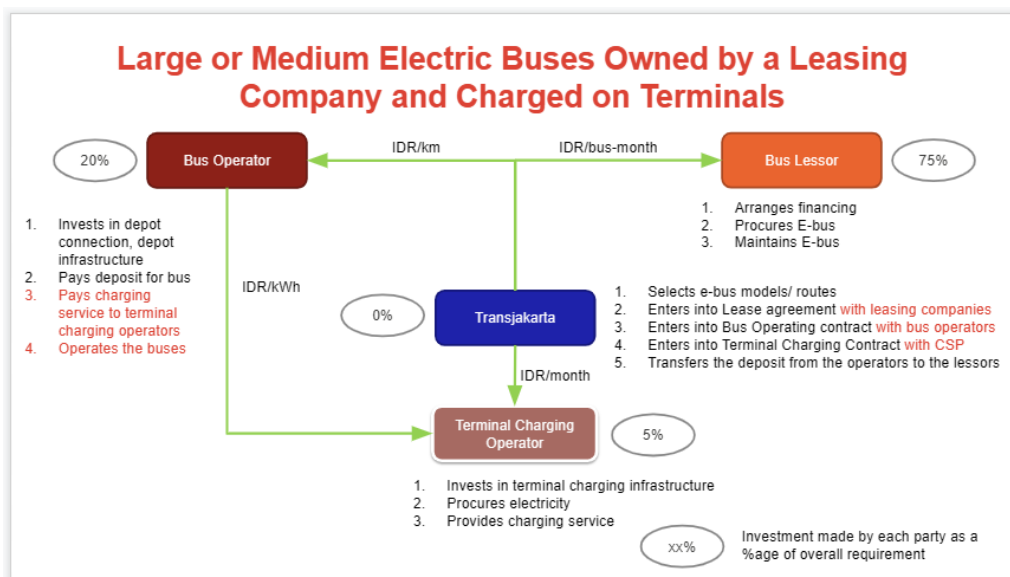 Large or Medium Electric Buses Owned by a Leasing
Company and Charged on Terminals
20%
Bus Operator
IDR/km
IDR/bus-month
Bus Lessor
75%
1. Invests in depot
connection, depot
infrastructure
2. Pays deposit for bus
3. Pays charging
service to terminal
charging operators
4. Operates the buses
1. Arranges financing
2. Procures E-bus
3. Maintains E-bus
IDR/kWh
0%
Transjakarta
1. Selects e-bus models/ routes
2. Enters into Lease agreement with leasing companies
3. Enters into Bus Operating contract with bus operators
4. Enters into Terminal Charging Contract with CSP
5. Transfers the deposit from the operators to the lessors
IDR/month
Terminal Charging
Operator
5%
1. Invests in terminal charging infrastructure
2. Procures electricity
3. Provides charging service
xx%
Investment made by each party as a
%age of overall requirement